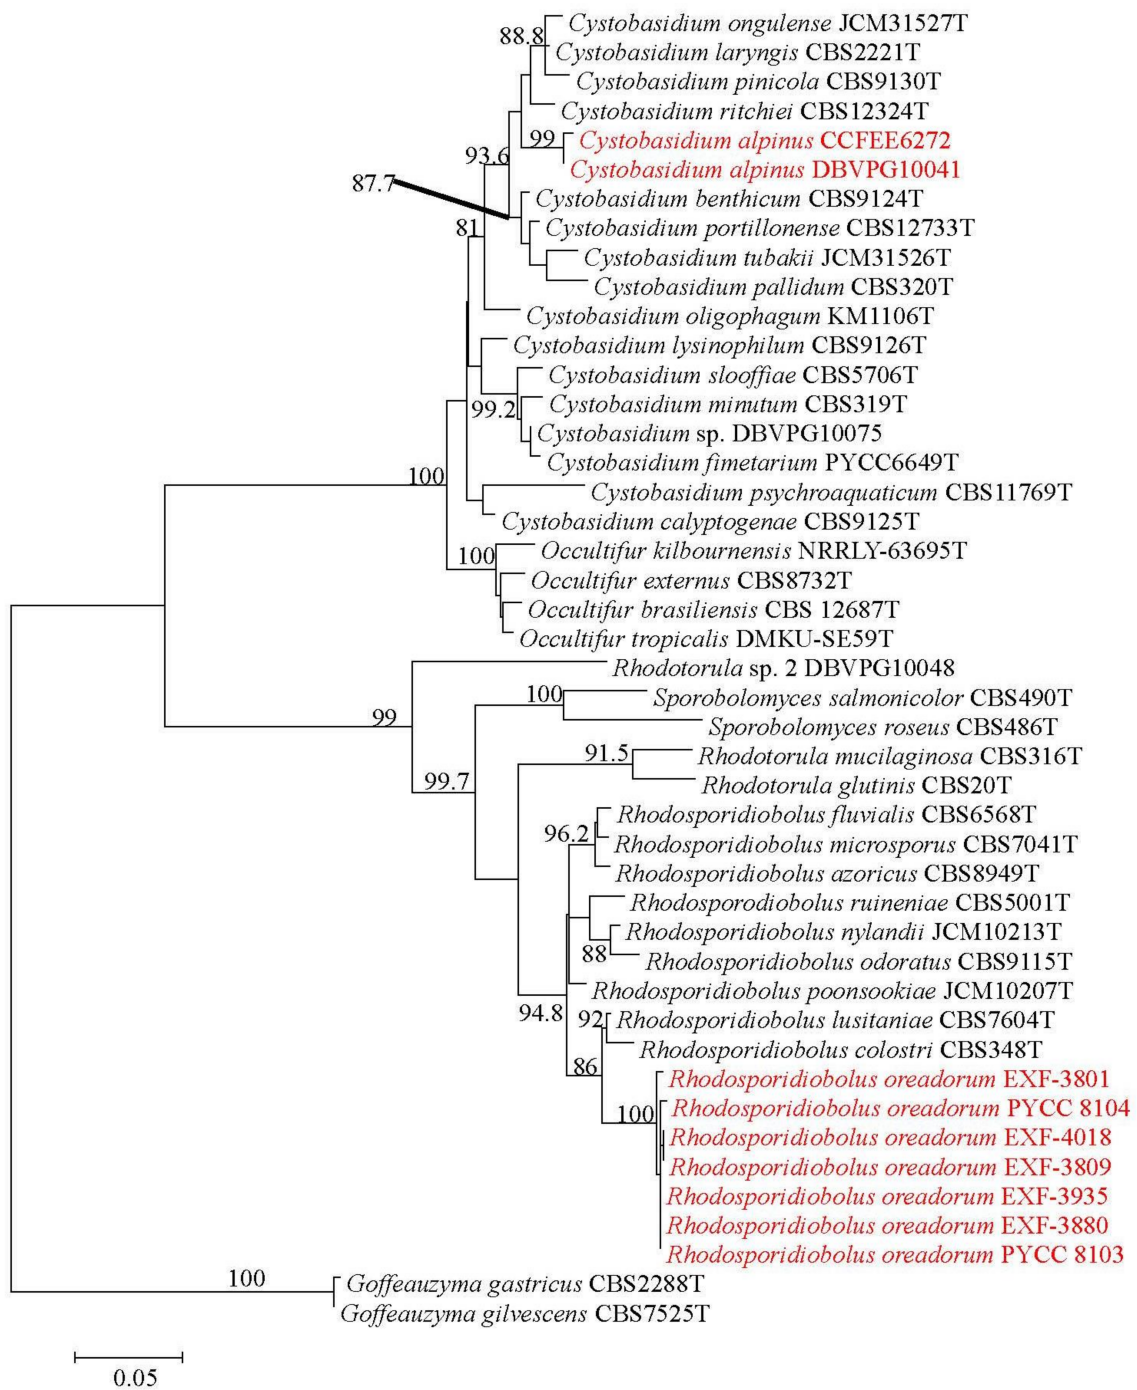 Cystobasidium ongulense JCM31527T
88.8
Cystobasidium laryngis CBS2221T
Cystobasidium pinicola CBS9130T
Cystobasidium ritchiei CBS12324T
99
Cystobasidium alpinus CCFEE6272
93.6
Cystobasidium alpinus DBVPG10041
87.7
Cystobasidium benthicum CBS9124T
81
Cystobasidium portillonense CBS12733T
Cystobasidium tubakii JCM31526T
Cystobasidium pallidum CBS320T
Cystobasidium oligophagum KM1106T
Cystobasidium lysinophilum CBS9126T
Cystobasidium slooffiae CBS5706T
99.2
Cystobasidium minutum CBS319T
Cystobasidium sp. DBVPG10075
Cystobasidium fimetarium PYCC6649T
100
Cystobasidium psychroaquaticum CBS11769T
Cystobasidium calyptogenae CBS9125T
100
Occultifur kilbournensis NRRLY-63695T
Occultifur externus CBS8732T
Occultifur brasiliensis CBS 12687T
Occultifur tropicalis DMKU-SE59T
Rhodotorula sp. 2 DBVPG10048
100
Sporobolomyces salmonicolor CBS490T
99
Sporobolomyces roseus CBS486T
91.5
Rhodotorula mucilaginosa CBS316T
99.7
Rhodotorula glutinis CBS20T
Rhodosporidiobolus fluvialis CBS6568T
96.2
Rhodosporidiobolus microsporus CBS7041T
Rhodosporidiobolus azoricus CBS8949T
Rhodosporodiobolus ruineniae CBS5001T
Rhodosporidiobolus nylandii JCM10213T
88
Rhodosporidiobolus odoratus CBS9115T
Rhodosporidiobolus poonsookiae JCM10207T
94.8
92
Rhodosporidiobolus lusitaniae CBS7604T
Rhodosporidiobolus colostri CBS348T
86
Rhodosporidiobolus oreadorum EXF-3801
100
Rhodosporidiobolus oreadorum PYCC 8104
Rhodosporidiobolus oreadorum EXF-4018
Rhodosporidiobolus oreadorum EXF-3809
Rhodosporidiobolus oreadorum EXF-3935
Rhodosporidiobolus oreadorum EXF-3880
Rhodosporidiobolus oreadorum PYCC 8103
100
Goffeauzyma gastricus CBS2288T
Goffeauzyma gilvescens CBS7525T
0.05